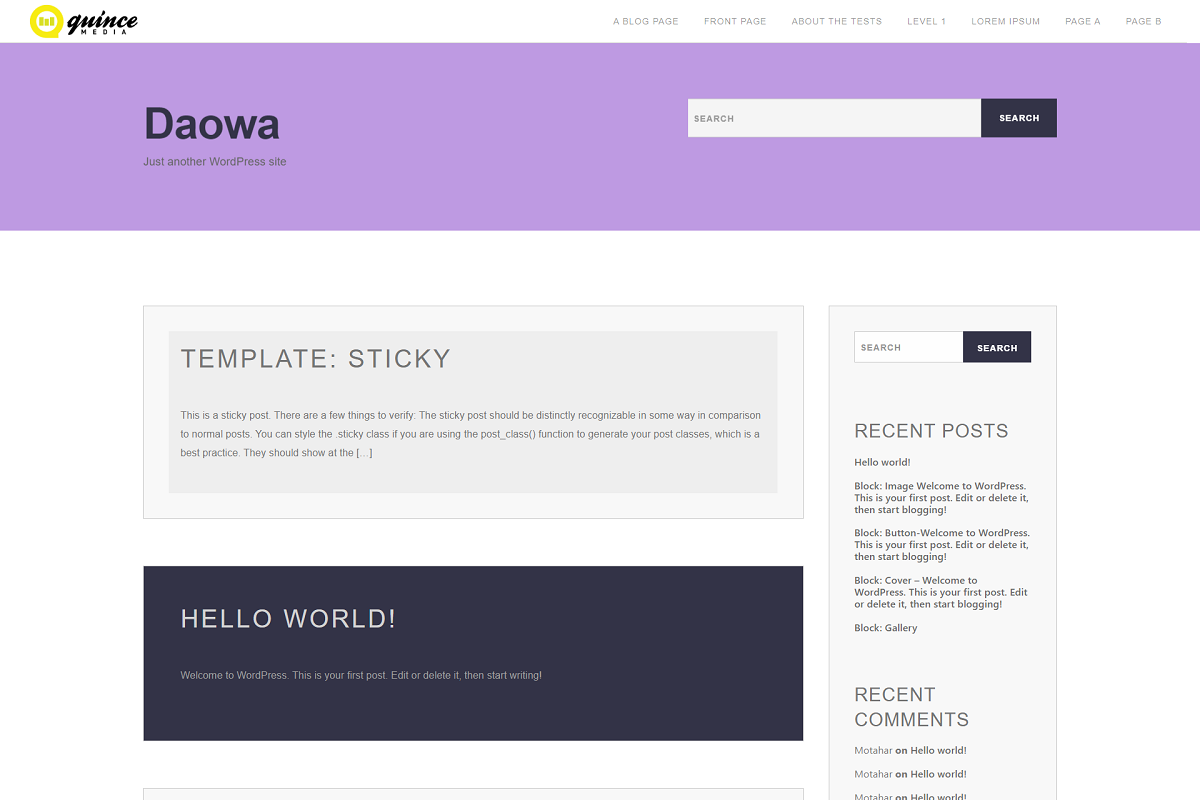 quince
MEDIA
A BLOG PAGE FRONT PAGE ABOUT THE TESTS LEVEL 1 LOREM IPSUM PAGE A PAGE B
Daowa
Just another WordPress site
SEARCH SEARCH
TEMPLATE: STICKY
This is a sticky post. There are a few things to verify: The sticky post should be distinctly recognizable in some way in comparison
to normal posts. You can style the .sticky class if you are using the post_class() function to generate your post classes, which is a
best practice. They should show at the […]
HELLO WORLD!
Welcome to WordPress. This is your first post. Edit or delete it, then start writing!
SEARCH SEARCH
RECENT POSTS
Hello world!
Block: Image Welcome to WordPress.
This is your first post. Edit or delete it,
then start blogging!
Block: Button-Welcome to WordPress.
This is your first post. Edit or delete it,
then start blogging!
Block: Cover – Welcome to
WordPress. This is your first post. Edit
or delete it, then start blogging!
Block: Gallery
RECENT
COMMENTS
Motahar on Hello world!
Motahar on Hello world!
Motahar on Hello world!